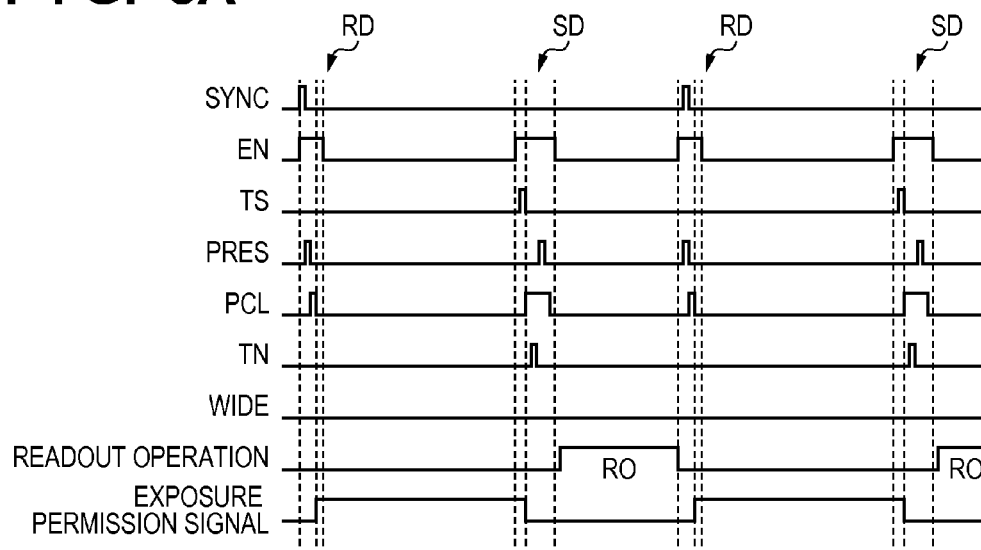 RD SD RD SD
SYNC
EN
TS
PRES
PCL
TN
WIDE
READOUT OPERATION RO RO
EXPOSURE
PERMISSION SIGNAL